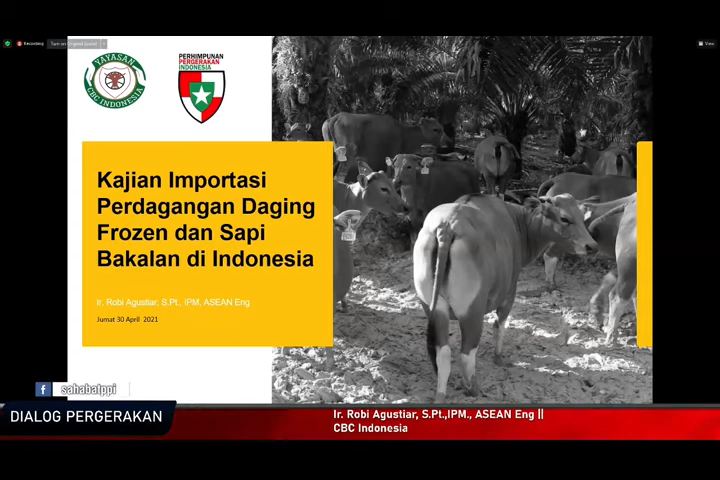 Recording
View
YAYASAN
CBC INDONESIA
PERHIMPUNAN
PERGERAKAN
INDONESIA
Kajian Importasi
Perdagangan Daging
Frozen dan Sapi
Bakalan di Indonesia
Ir. Robi Agustiar, S.Pt., IPM, ASEAN Eng
Jumat 30 April 2021
f sahabatppi
DIALOG PERGERAKAN
Ir. Robi Agustiar, S.Pt.,IPM., ASEAN Eng ||
CBC Indonesia